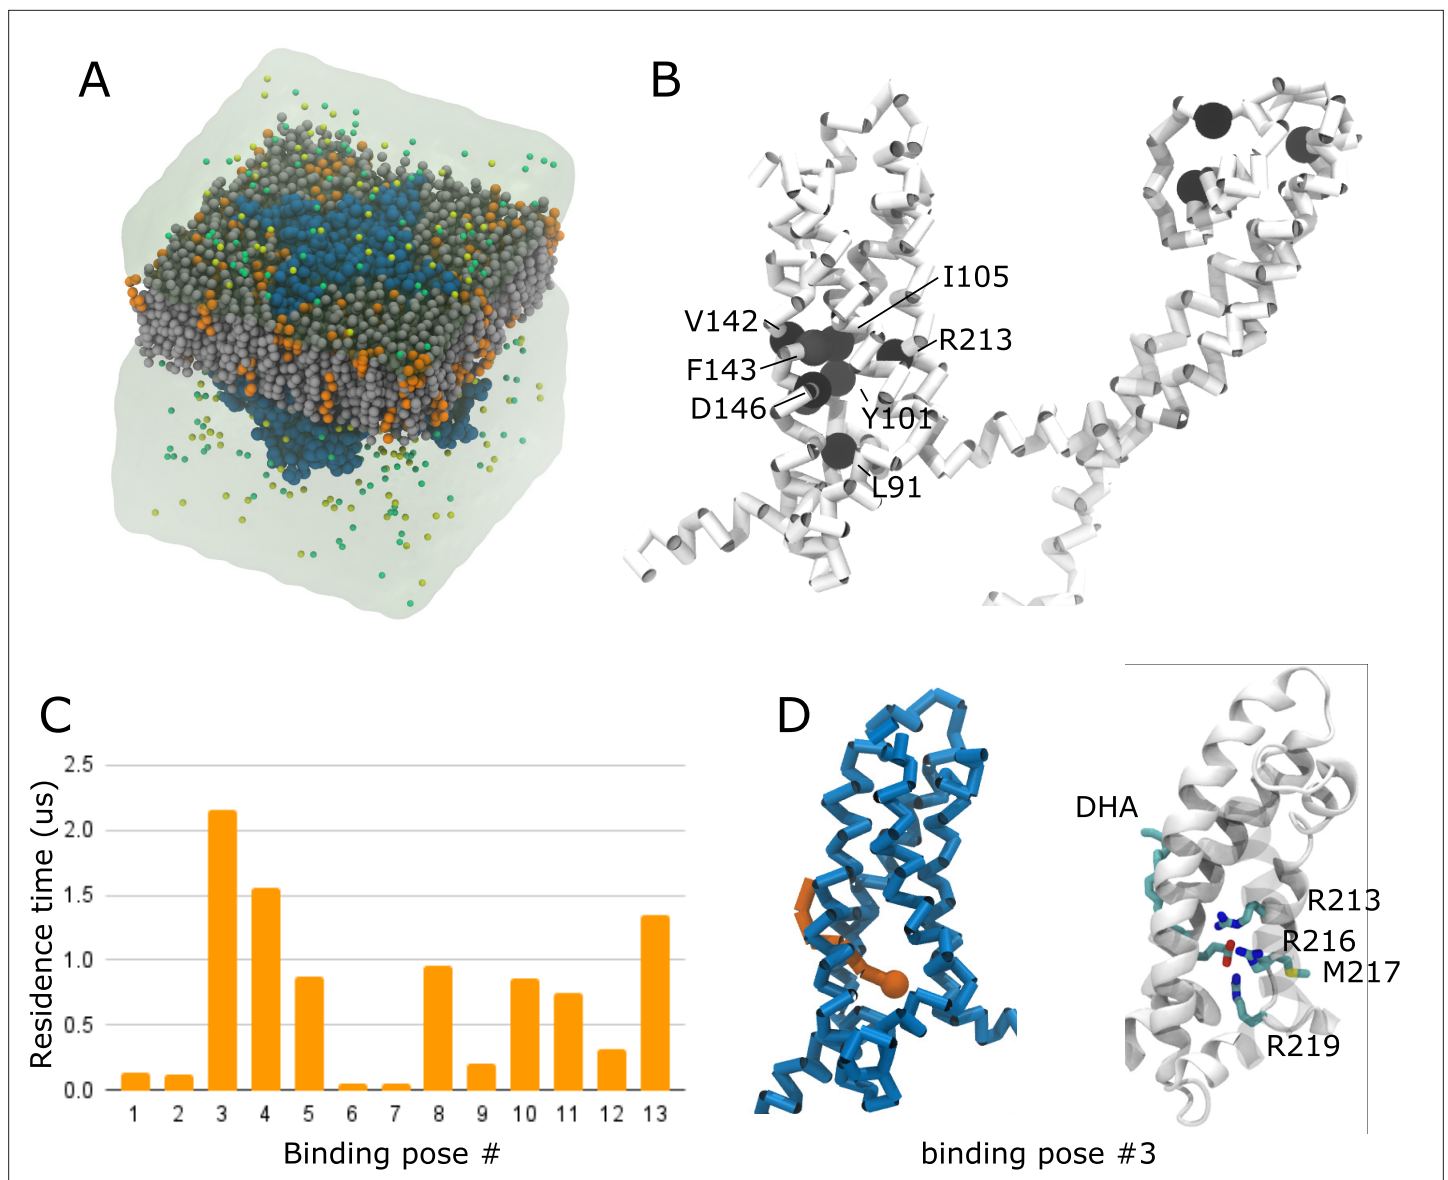 A
B
I105
V142
R213
F143
D146
Y101
L91
C
D
2.5
2.0
1.5
1.0
0.5
0.0
Residence time (us)
1 2 3 4 5 6 7 8 9 10 11 12 13
Binding pose #
DHA
R213
R216
M217
R219
binding pose #3